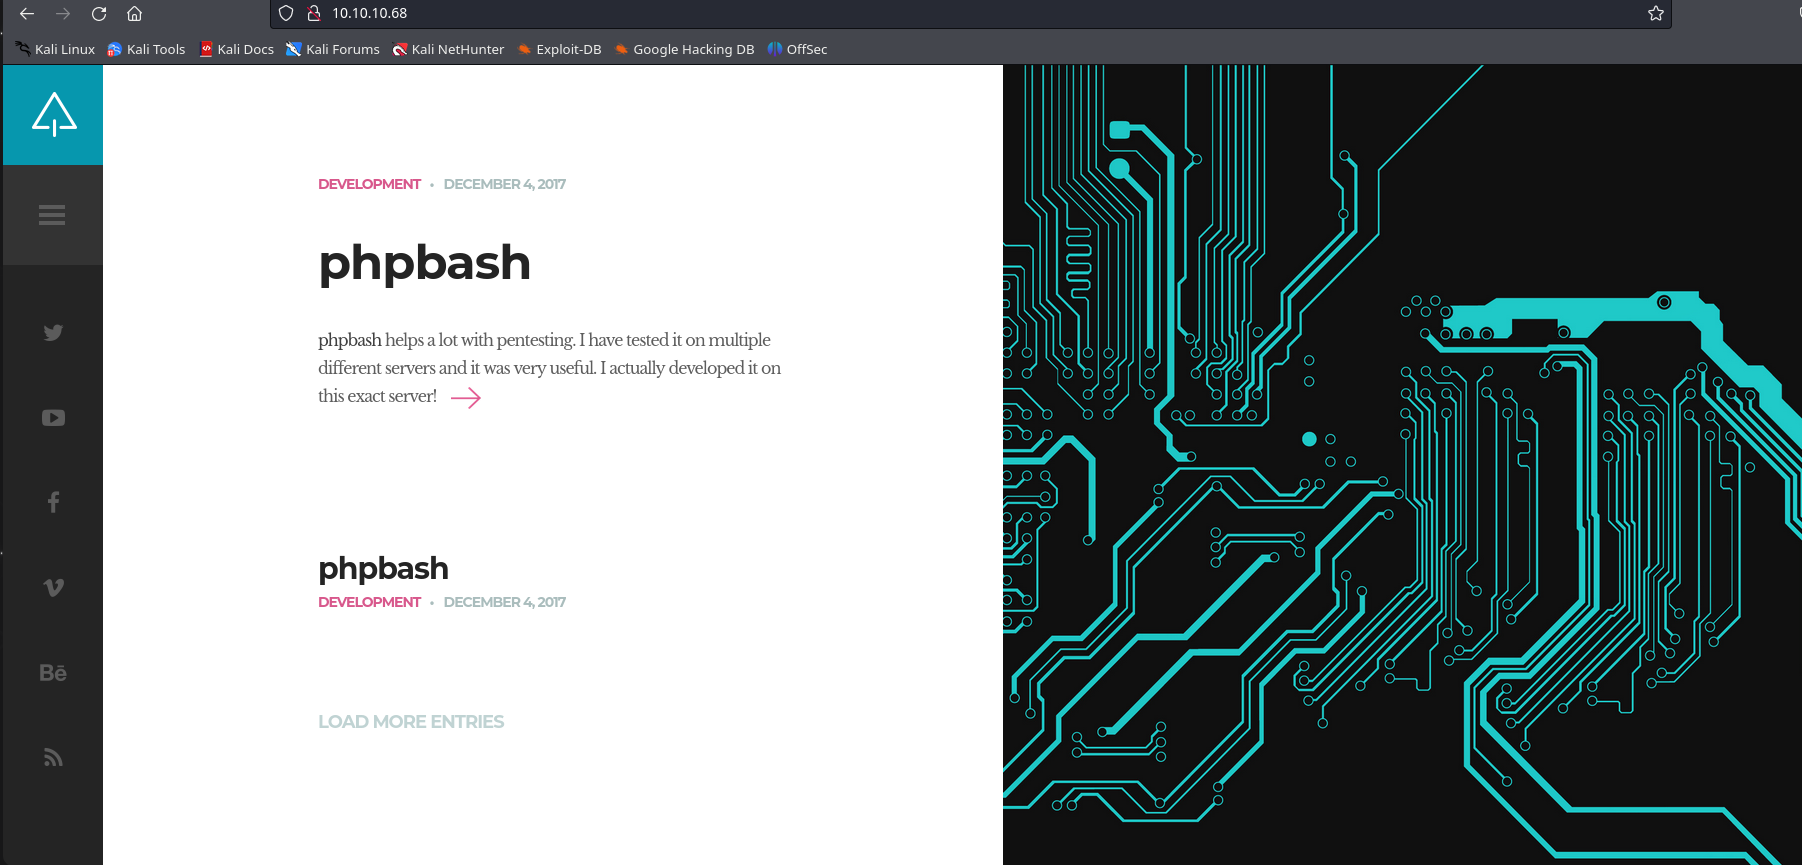 10.10.10.68
Kali Linux Kali Tools Kali Docs Kali Forums Kali NetHunter Exploit-DB Google Hacking DB OffSec
DEVELOPMENT • DECEMBER 4, 2017
phpbash
phpbash helps a lot with pentesting. I have tested it on multiple
different servers and it was very useful. I actually developed it on
this exact server!
phpbash
DEVELOPMENT • DECEMBER 4, 2017
LOAD MORE ENTRIES
Bē